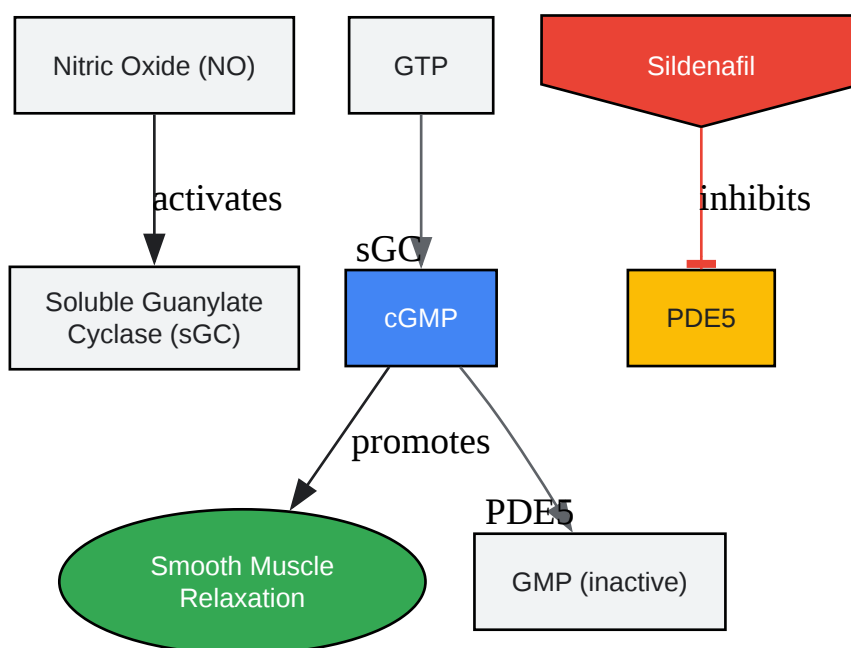 Nitric Oxide (NO)
GTP
Sildenafil
activates
inhibits
sGC
Soluble Guanylate
Cyclase (sGC)
cGMP
PDE5
promotes
PDE5
Smooth Muscle
Relaxation
GMP (inactive)